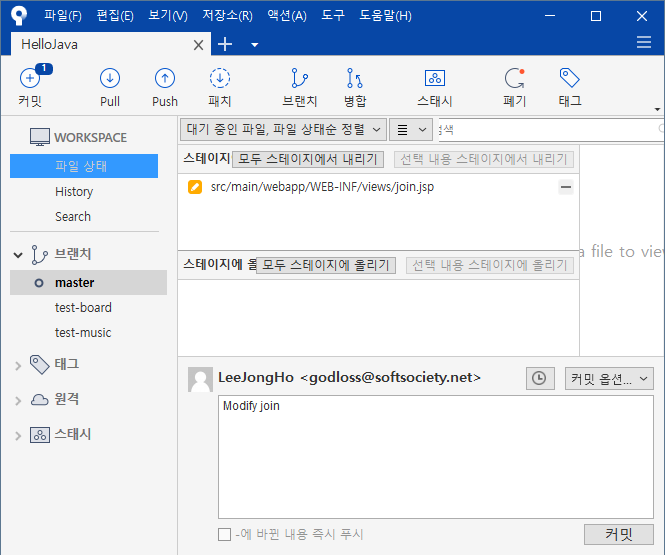 파일(F) 편집(E) 보기(V) 저장소(R) 액션(A) 도구 도움말(H)
HelloJava
1
커밋 Pull Push 패치 브랜치 병합 스태시 폐기 태그
WORKSPACE
파일 상태
History
Search
브랜치
master
test-board
test-music
태그
원격
스태시
대기 중인 파일, 파일 상태순 정렬
스테이지 모두 스테이지에서 내리기 선택 내용 스테이지에서 내리기
src/main/webapp/WEB-INF/views/join.jsp
a file to view
스테이지에 올 모두 스테이지에 올리기 선택 내용 스테이지에 올리기
LeeJongHo <godloss@softsociety.net> 커밋 옵션...
Modify join
-에 바뀐 내용 즉시 푸시 커밋